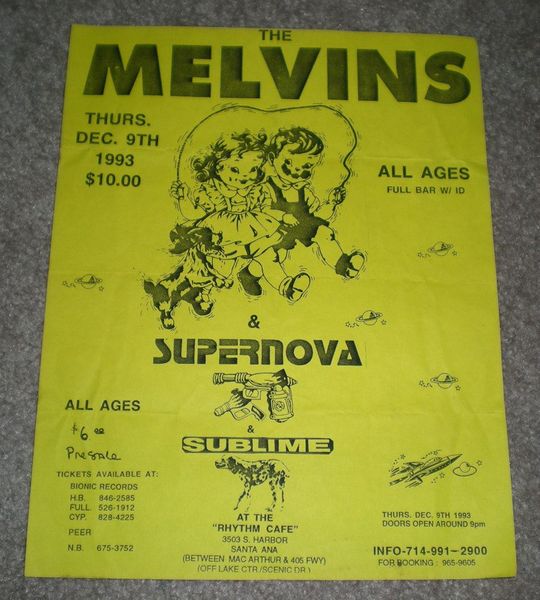 THE
MELVINS
THURS.
DEC. 9TH
1993
$10.00
ALL AGES
FULL BAR W/ ID
&
SUPERNOVA
&
SUBLIME
ALL AGES
$6 00
Presale
TICKETS AVAILABLE AT:
BIONIC RECORDS
H.B. 846-2585
FULL. 526-1912
CYP. 828-4225
PEER
N.B. 675-3752
AT THE
"RHYTHM CAFE"
3503 S. HARBOR
SANTA ANA
(BETWEEN MAC ARTHUR & 405 FWY)
(OFF LAKE CTR./SCENIC DR.)
THURS. DEC. 9TH 1993
DOORS OPEN AROUND 9pm
INFO-714-991-2900
FOR BOOKING: 965-9605